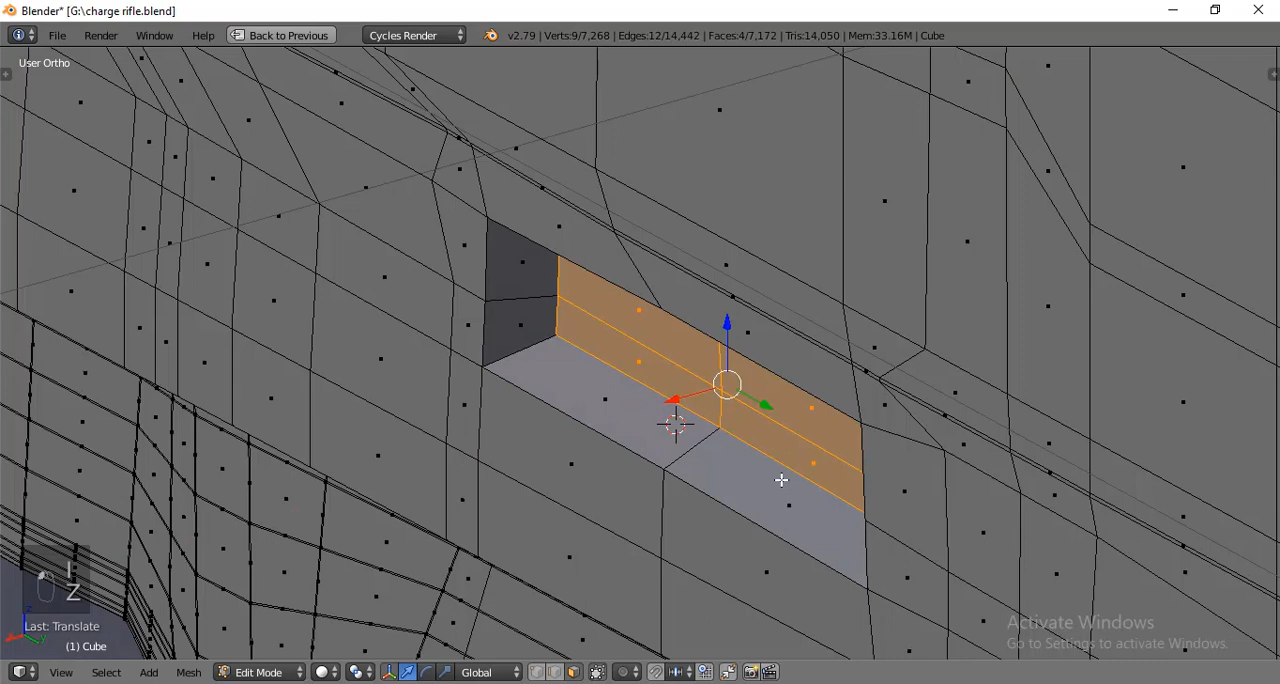 Blender* [G:\charge rifle.blend]
File Render Window Help Back to Previous Cycles Render v2.79 | Verts:9/7,268 | Edges:12/14,442 | Faces:4/7,172 | Tris:14,050 | Mem:33.16M | Cube
User Ortho
Z
Last: Translate
(1) Cube
Activate Windows
Go to Settings to activate Windows.
View Select Add Mesh Edit Mode Global